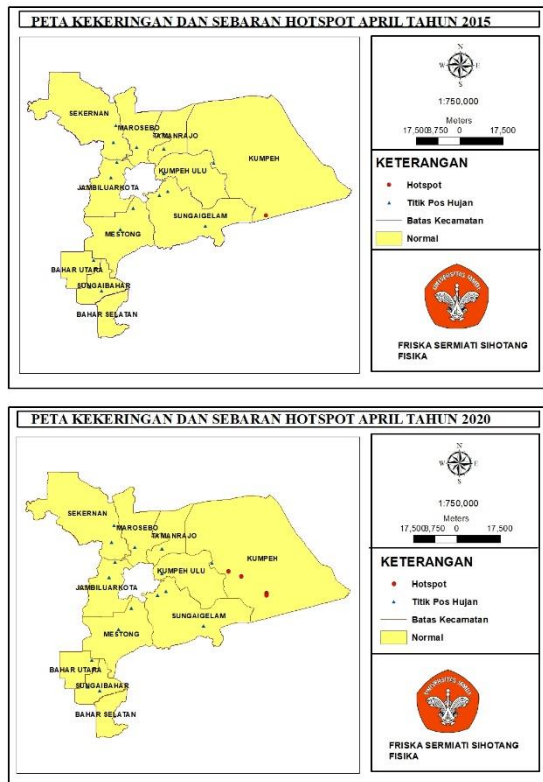 PETA KEKERINGAN DAN SEBARAN HOTSPOT APRIL TAHUN 2015
SEKERNAN
MAROSEBO
TAMANRAJO
KUMPEH
KUMPEH ULU
JAMBILUARKOTA
SUNGAIGELAM
MESTONG
BAHAR UTARA
SUNGAIBAHAR
BAHAR SELATAN
N
W E
S
1:750,000
Meters
17,500 8,750 0 17,500
KETERANGAN
Hotspot
Titik Pos Hujan
Batas Kecamatan
Normal
UNIVERSITAS JAMBI
FRISKA SERMIATI SIHOTANG
FISIKA
PETA KEKERINGAN DAN SEBARAN HOTSPOT APRIL TAHUN 2020
SEKERNAN
MAROSEBO
TAMANRAJO
KUMPEH
KUMPEH ULU
JAMBILUARKOTA
SUNGAIGELAM
MESTONG
BAHAR UTARA
SUNGAIBAHAR
BAHAR SELATAN
N
W E
S
1:750,000
Meters
17,500 8,750 0 17,500
KETERANGAN
Hotspot
Titik Pos Hujan
Batas Kecamatan
Normal
UNIVERSITAS JAMBI
FRISKA SERMIATI SIHOTANG
FISIKA